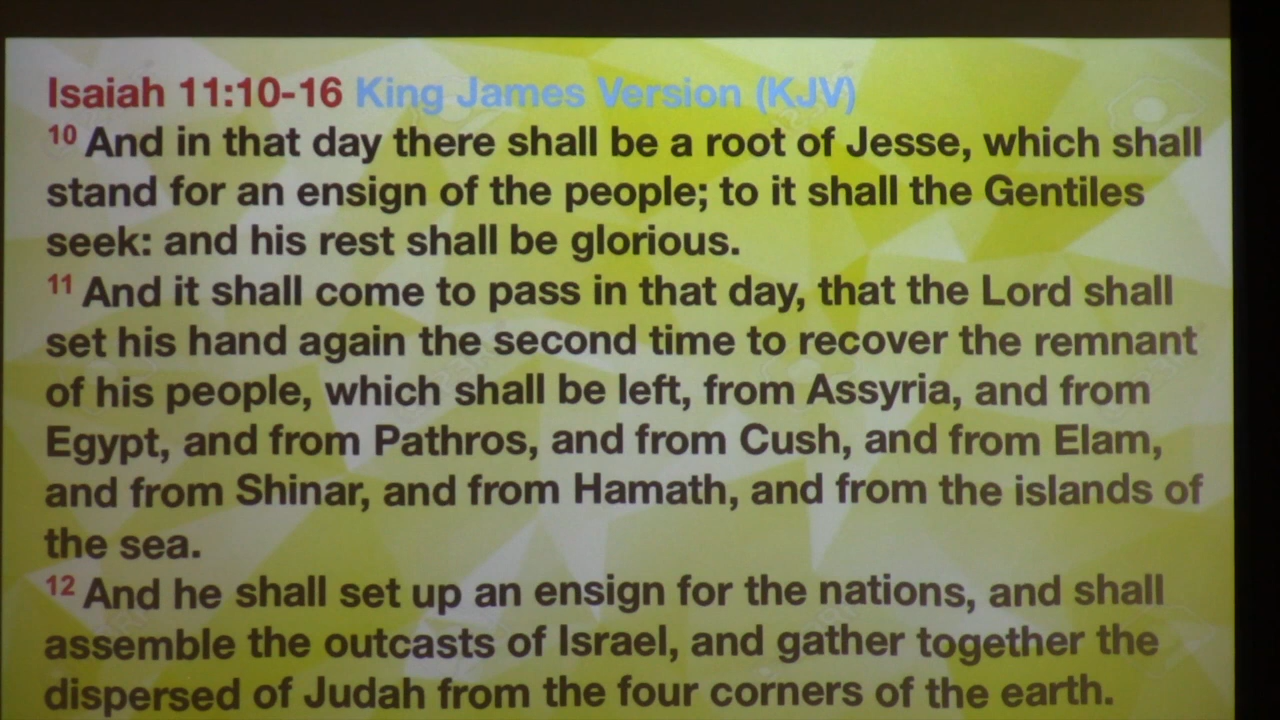 Isaiah 11:10-16 King James Version (KJV)
10 And in that day there shall be a root of Jesse, which shall
stand for an ensign of the people; to it shall the Gentiles
seek: and his rest shall be glorious.
11 And it shall come to pass in that day, that the Lord shall
set his hand again the second time to recover the remnant
of his people, which shall be left, from Assyria, and from
Egypt, and from Pathros, and from Cush, and from Elam,
and from Shinar, and from Hamath, and from the islands of
the sea.
12 And he shall set up an ensign for the nations, and shall
assemble the outcasts of Israel, and gather together the
dispersed of Judah from the four corners of the earth.